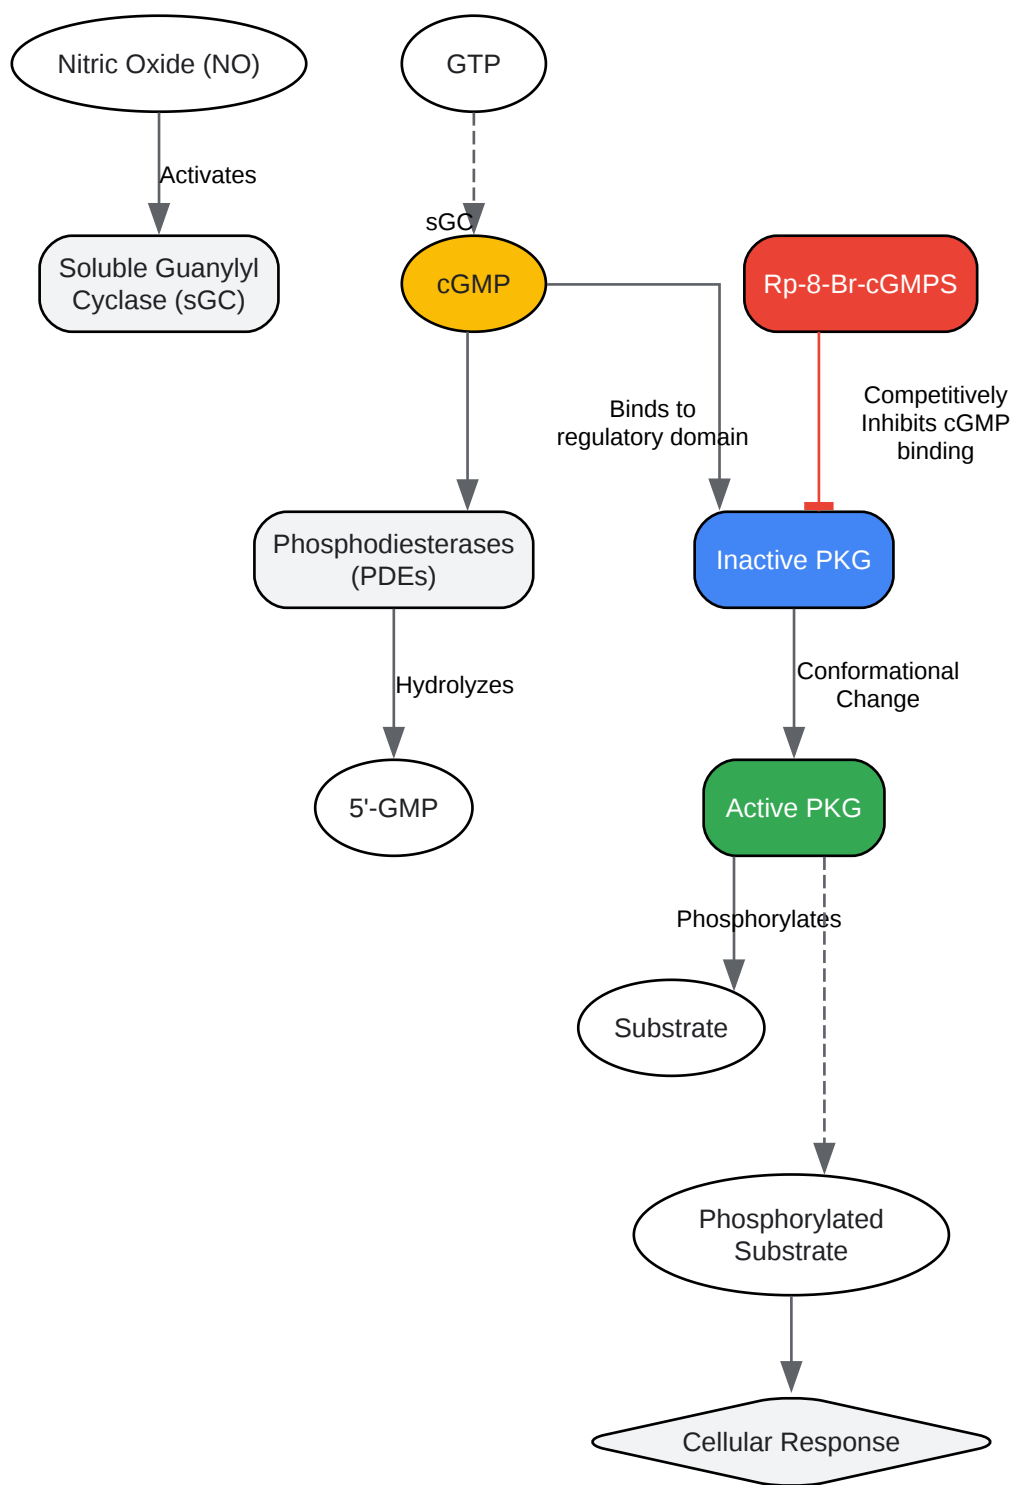 Nitric Oxide (NO)
GTP
Activates
sGC
Soluble Guanylyl
Cyclase (sGC)
cGMP
Rp-8-Br-cGMPS
Binds to
regulatory domain
Competitively
Inhibits cGMP
binding
Phosphodiesterases
(PDEs)
Inactive PKG
Hydrolyzes
Conformational
Change
5'-GMP
Active PKG
Phosphorylates
Substrate
Phosphorylated
Substrate
Cellular Response